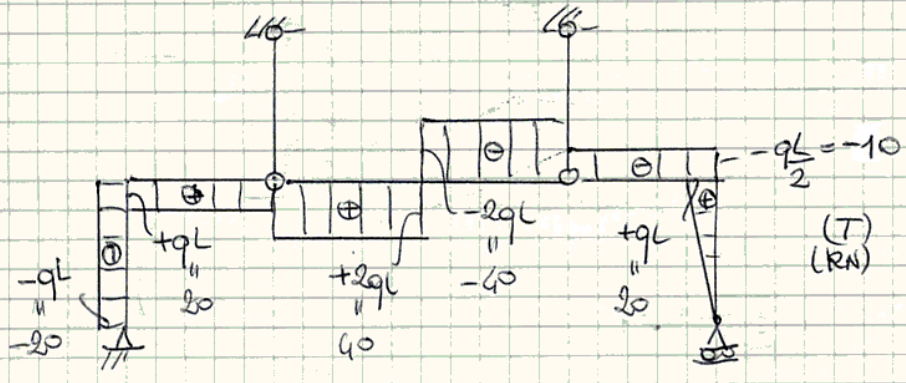 ⊖
- qL/2 = -10
⊖
⊕
⊕
⊕
-2qL
"
-40
+qL
"
20
(T)
(KN)
+qL
"
20
+2qL
"
40
-qL
"
-20